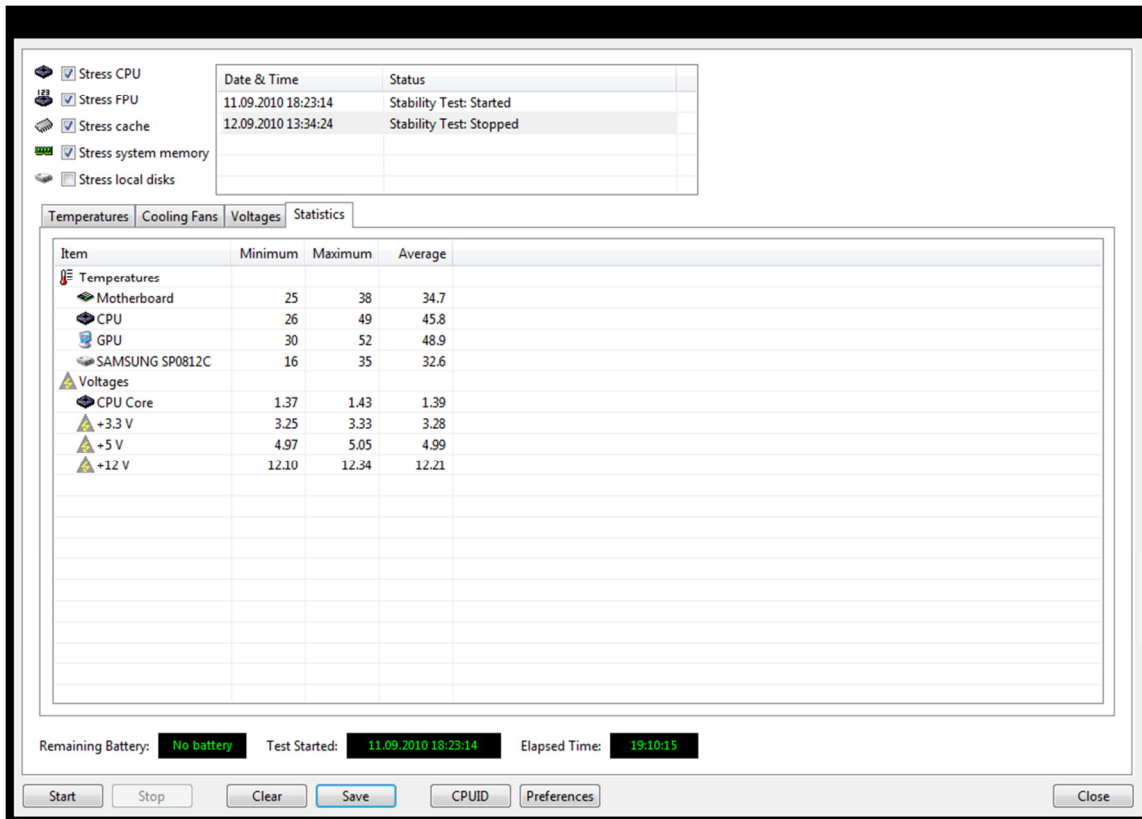 Stress CPU
123
Stress FPU
Stress cache
Stress system memory
Stress local disks
Date & Time Status
11.09.2010 18:23:14 Stability Test: Started
12.09.2010 13:34:24 Stability Test: Stopped
Temperatures Cooling Fans Voltages Statistics
Item Minimum Maximum Average
Temperatures
Motherboard 25 38 34.7
CPU 26 49 45.8
GPU 30 52 48.9
SAMSUNG SP0812C 16 35 32.6
Voltages
CPU Core 1.37 1.43 1.39
+3.3 V 3.25 3.33 3.28
+5 V 4.97 5.05 4.99
+12 V 12.10 12.34 12.21
Remaining Battery: No battery Test Started: 11.09.2010 18:23:14 Elapsed Time: 19:10:15
Start Stop Clear Save CPUID Preferences Close